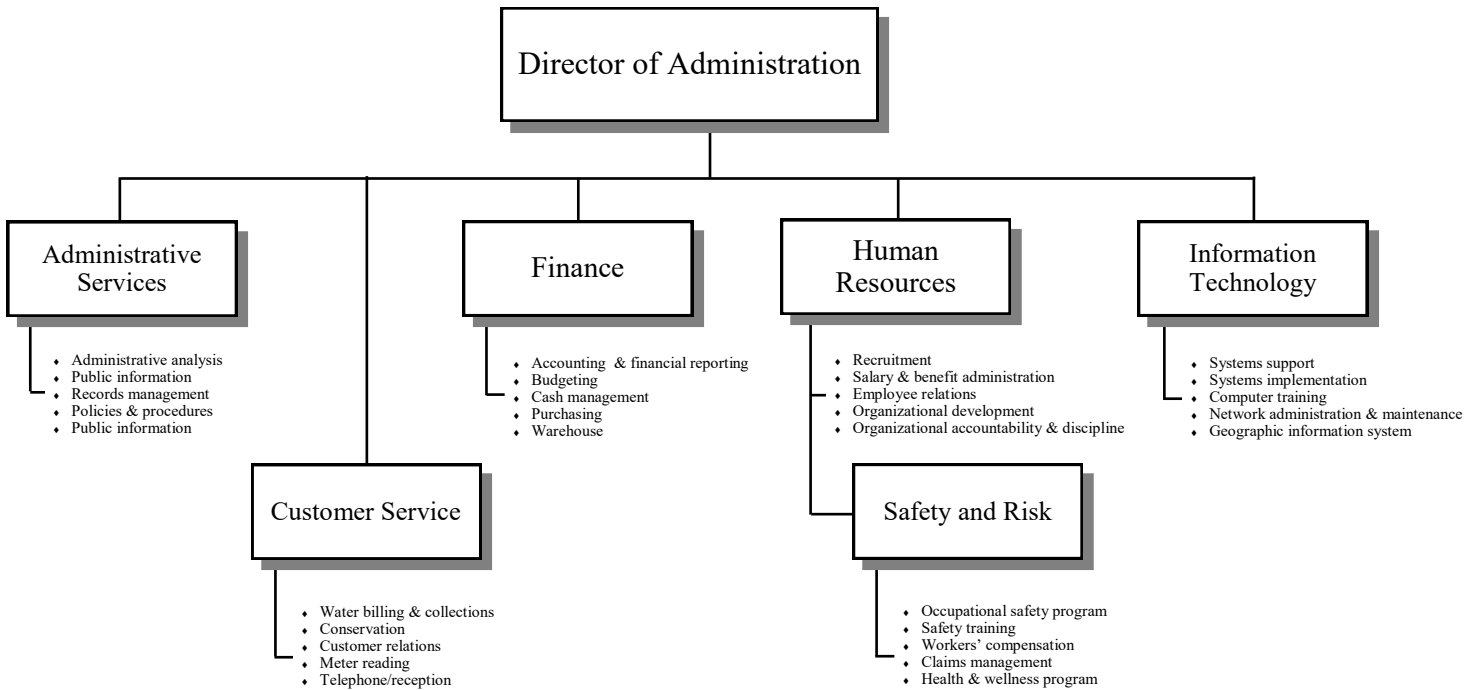 Director of Administration
Administrative
Services
Finance
Human
Resources
Information
Technology
Administrative analysis
Public information
Records management
Policies & procedures
Public information
Accounting & financial reporting
Budgeting
Cash management
Purchasing
Warehouse
Recruitment
Salary & benefit administration
Employee relations
Organizational development
Organizational accountability & discipline
Systems support
Systems implementation
Computer training
Network administration & maintenance
Geographic information system
Customer Service
Safety and Risk
Water billing & collections
Conservation
Customer relations
Meter reading
Telephone/reception
Occupational safety program
Safety training
Workers’ compensation
Claims management
Health & wellness program